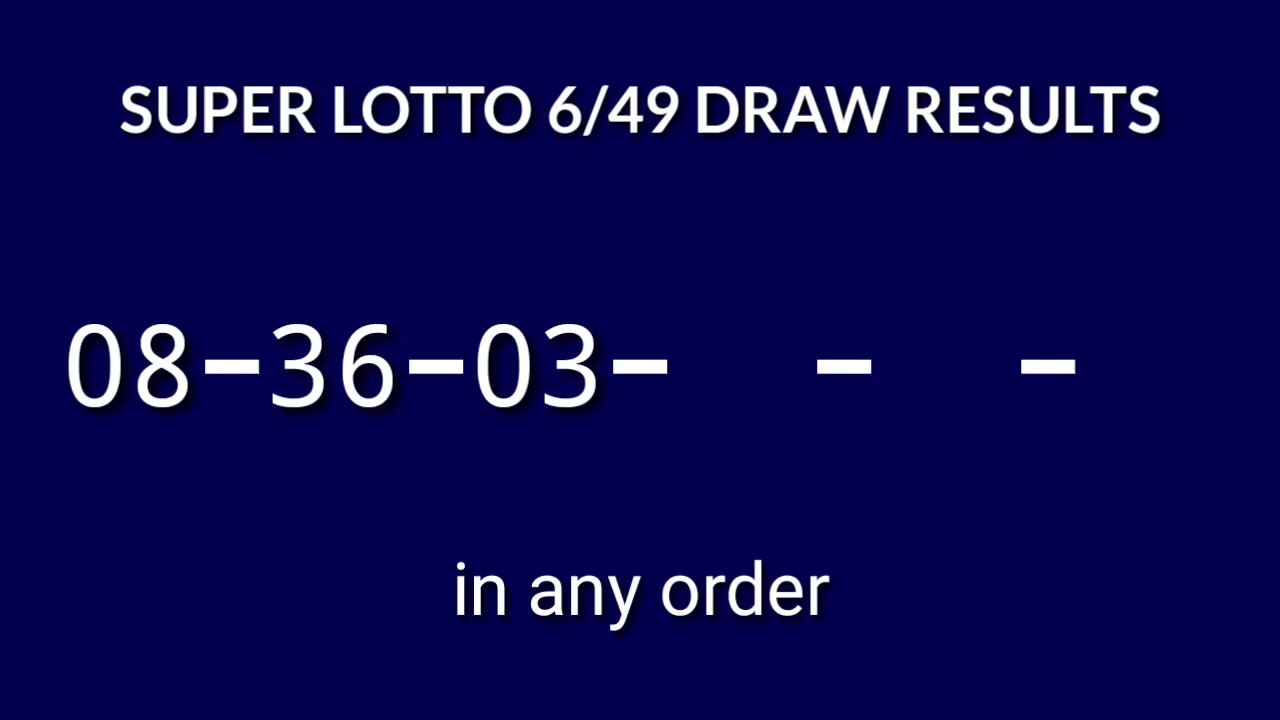 SUPER LOTTO 6/49 DRAW RESULTS
08-36-03-  -  -
in any order